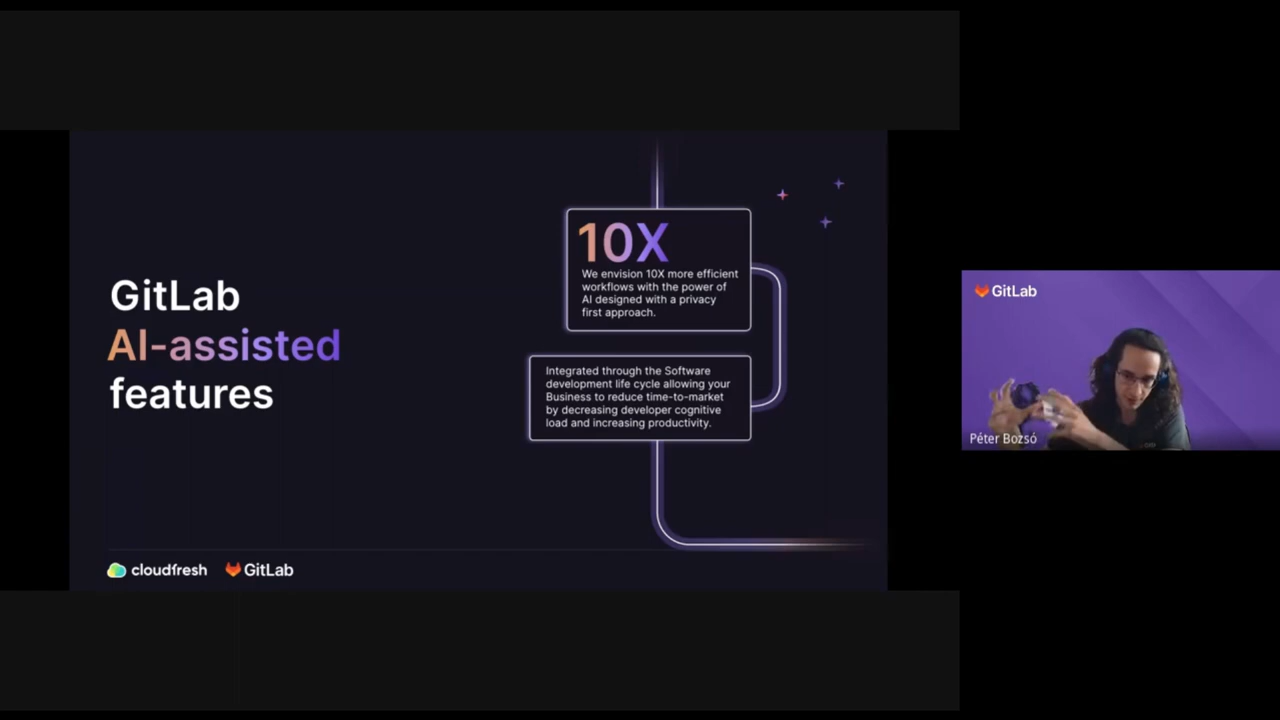 GitLab
AI-assisted
features
10X
We envision 10X more efficient
workflows with the power of
AI designed with a privacy
first approach.
Integrated through the Software
development life cycle allowing your
Business to reduce time-to-market
by decreasing developer cognitive
load and increasing productivity.
cloudfresh
GitLab
GitLab
Péter Bozsó